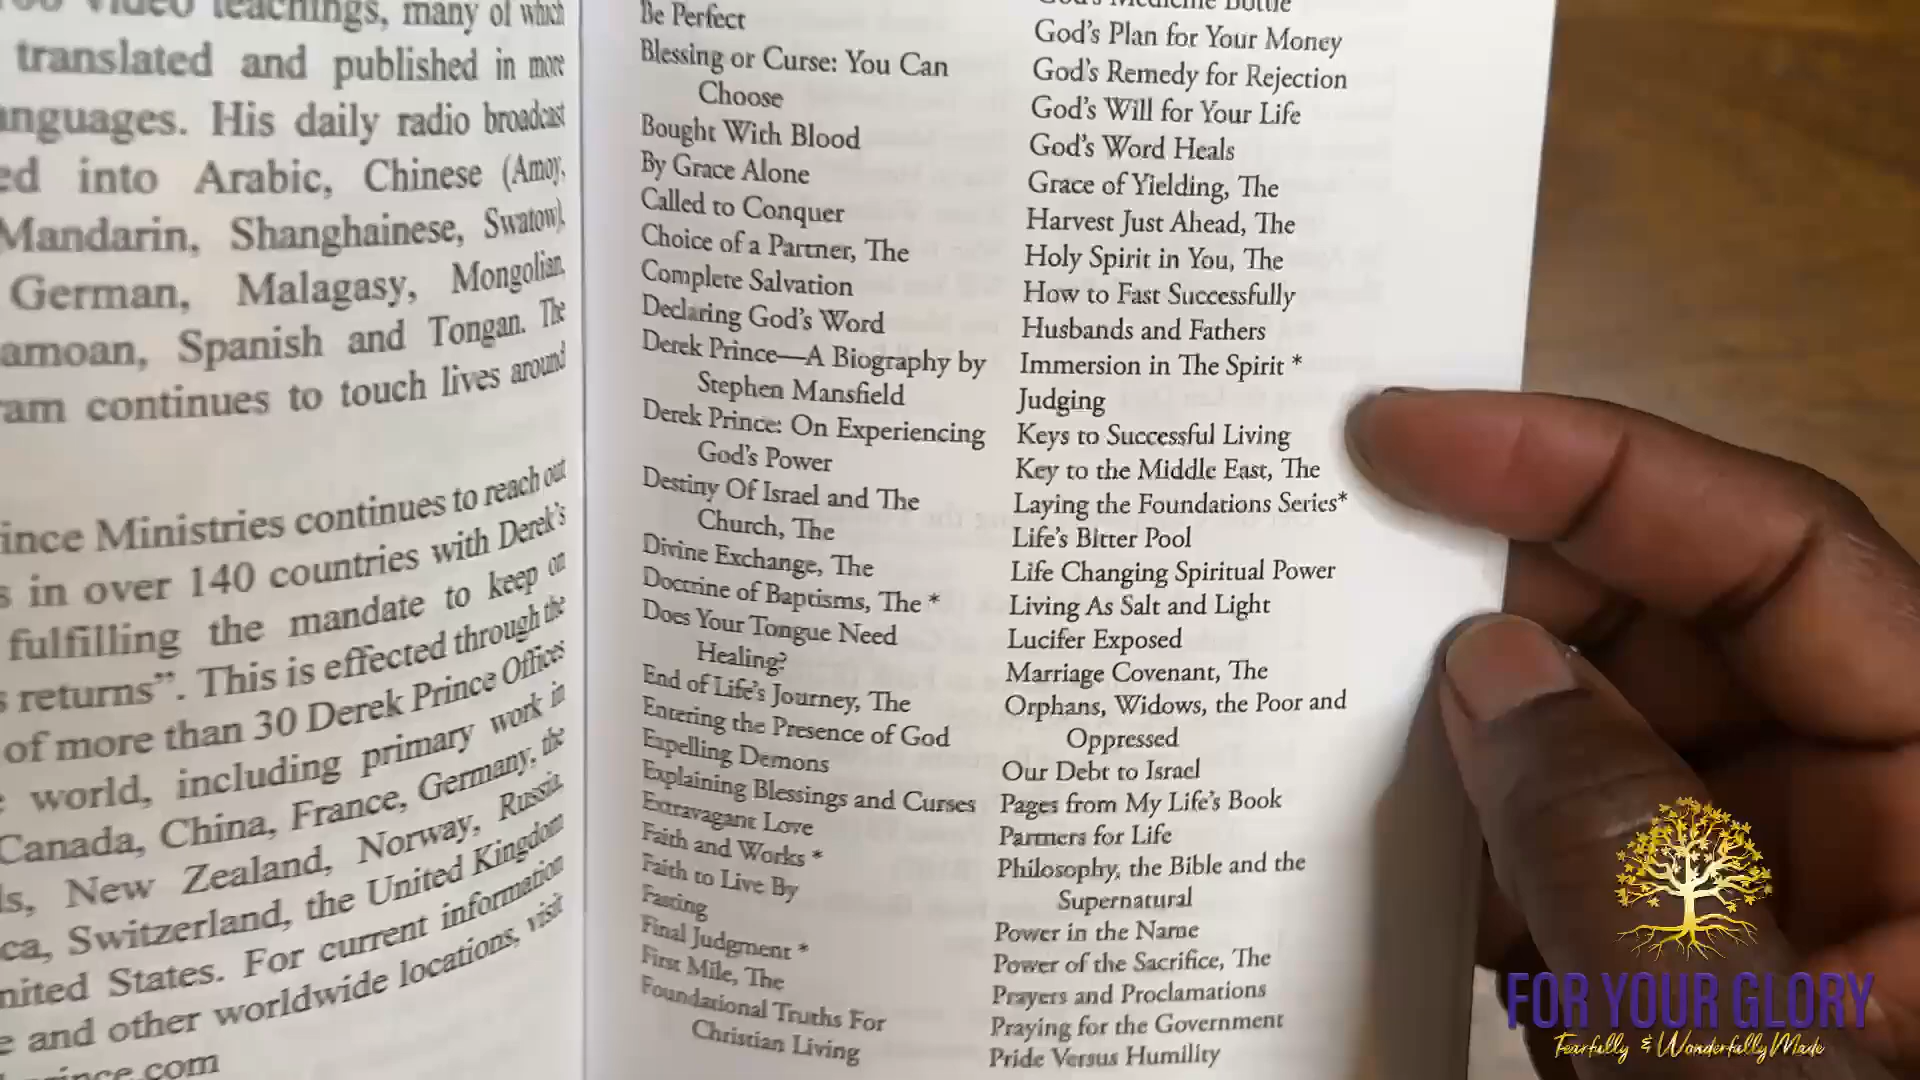 video teachings, many of which
translated and published in more
His daily radio broadcast
into Arabic, Chinese (Amoy,
Mandarin, Shanghainese, Swatow),
German, Malagasy, Mongolian,
Spanish and Tongan. The
continues to touch lives around
Ministries continues to reach out
in over 140 countries with Derek's
fulfilling the mandate to keep on
returns". This is effected through the
of more than 30 Derek Prince Offices
world, including primary work in
Canada, China, France, Germany, the
New Zealand, Norway, Russia,
Switzerland, the United Kingdom
States. For current information
and other worldwide locations, visit
Be Perfect
Blessing or Curse: You Can
Choose
Bought With Blood
By Grace Alone
Called to Conquer
Choice of a Partner, The
Complete Salvation
Declaring God's Word
Derek Prince—A Biography by
Stephen Mansfield
Derek Prince: On Experiencing
God's Power
Destiny Of Israel and The
Church, The
Divine Exchange, The
Doctrine of Baptisms, The *
Does Your Tongue Need
Healing?
End of Life's Journey, The
Entering the Presence of God
Expelling Demons
Explaining Blessings and Curses
Extravagant Love
Faith and Works *
Faith to Live By
Fasting
Final Judgment *
First Mile, The
Foundational Truths For
Christian Living
God's Medicine Bottle
God's Plan for Your Money
God's Remedy for Rejection
God's Will for Your Life
God's Word Heals
Grace of Yielding, The
Harvest Just Ahead, The
Holy Spirit in You, The
How to Fast Successfully
Husbands and Fathers
Immersion in The Spirit *
Judging
Keys to Successful Living
Key to the Middle East, The
Laying the Foundations Series*
Life's Bitter Pool
Life Changing Spiritual Power
Living As Salt and Light
Lucifer Exposed
Marriage Covenant, The
Orphans, Widows, the Poor and
Oppressed
Our Debt to Israel
Pages from My Life's Book
Partners for Life
Philosophy, the Bible and the
Supernatural
Power in the Name
Power of the Sacrifice, The
Prayers and Proclamations
Praying for the Government
Pride Versus Humility
FOR YOUR GLORY
Fearfully & Wonderfully Made